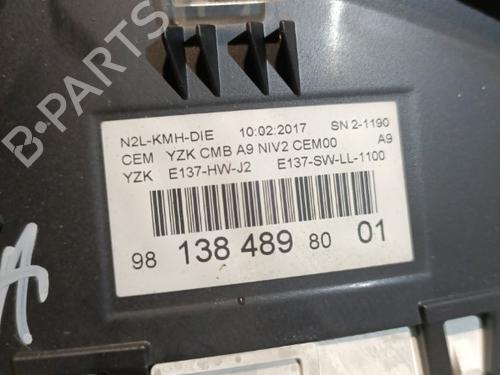 N2L-KMH-DIE 10:02:2017 SN 2-1190
CEM YZK CMB A9 NIV2 CEM00 A9
YZK E137-HW-J2 E137-SW-LL-1100
98 138 489 80 01
B-PARTS
A